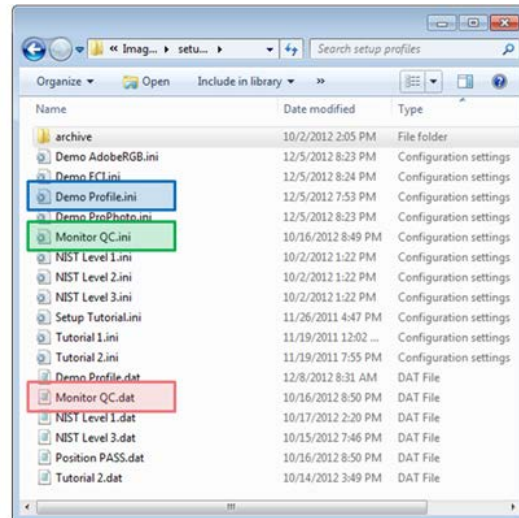 « Imag... ▸ setu... ▸ Search setup profiles
Organize ▾ Open Include in library ▾ »
Name Date modified Type
archive 10/2/2012 2:05 PM File folder
Demo AdobeRGB.ini 12/5/2012 8:23 PM Configuration settings
Demo ECI.ini 12/5/2012 8:24 PM Configuration settings
Demo Profile.ini 12/5/2012 7:53 PM Configuration settings
Demo ProPhoto.ini 12/5/2012 8:23 PM Configuration settings
Monitor QC.ini 10/16/2012 8:49 PM Configuration settings
NIST Level 1.ini 10/2/2012 1:22 PM Configuration settings
NIST Level 2.ini 10/2/2012 1:22 PM Configuration settings
NIST Level 3.ini 10/2/2012 1:22 PM Configuration settings
Setup Tutorial.ini 11/26/2011 4:47 PM Configuration settings
Tutorial 1.ini 11/19/2011 12:02 ... Configuration settings
Tutorial 2.ini 11/19/2011 7:55 PM Configuration settings
Demo Profile.dat 12/8/2012 8:31 AM DAT File
Monitor QC.dat 10/16/2012 8:50 PM DAT File
NIST Level 1.dat 10/17/2012 2:20 PM DAT File
NIST Level 3.dat 10/15/2012 7:46 PM DAT File
Position PASS.dat 10/16/2012 8:50 PM DAT File
Tutorial 2.dat 10/14/2012 3:49 PM DAT File